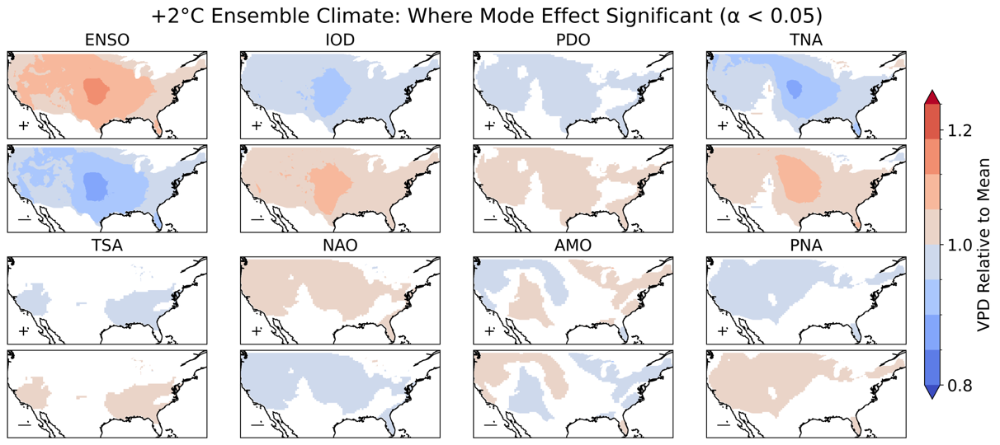 +2°C Ensemble Climate: Where Mode Effect Significant (α < 0.05)
ENSO IOD PDO TNA
+ + + +
— — — —
TSA NAO AMO PNA
+ + + +
— — — —
1.2
1.0
0.8
VPD Relative to Mean